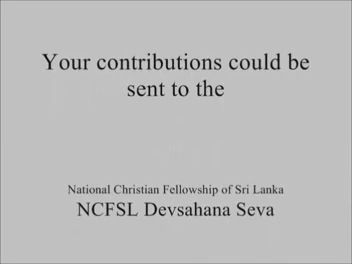 Your contributions could be
sent to the
National Christian Fellowship of Sri Lanka
NCFSL Devsahana Seva